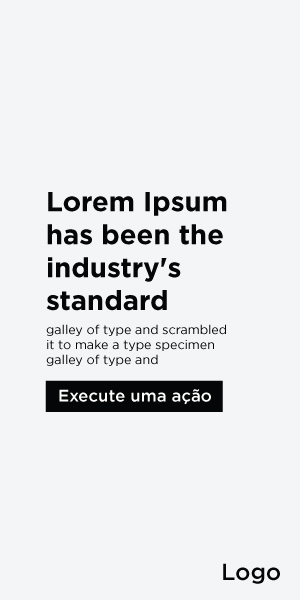 Lorem Ipsum
has been the
industry's
standard
galley of type and scrambled
it to make a type specimen
galley of type and
Execute uma ação
Logo